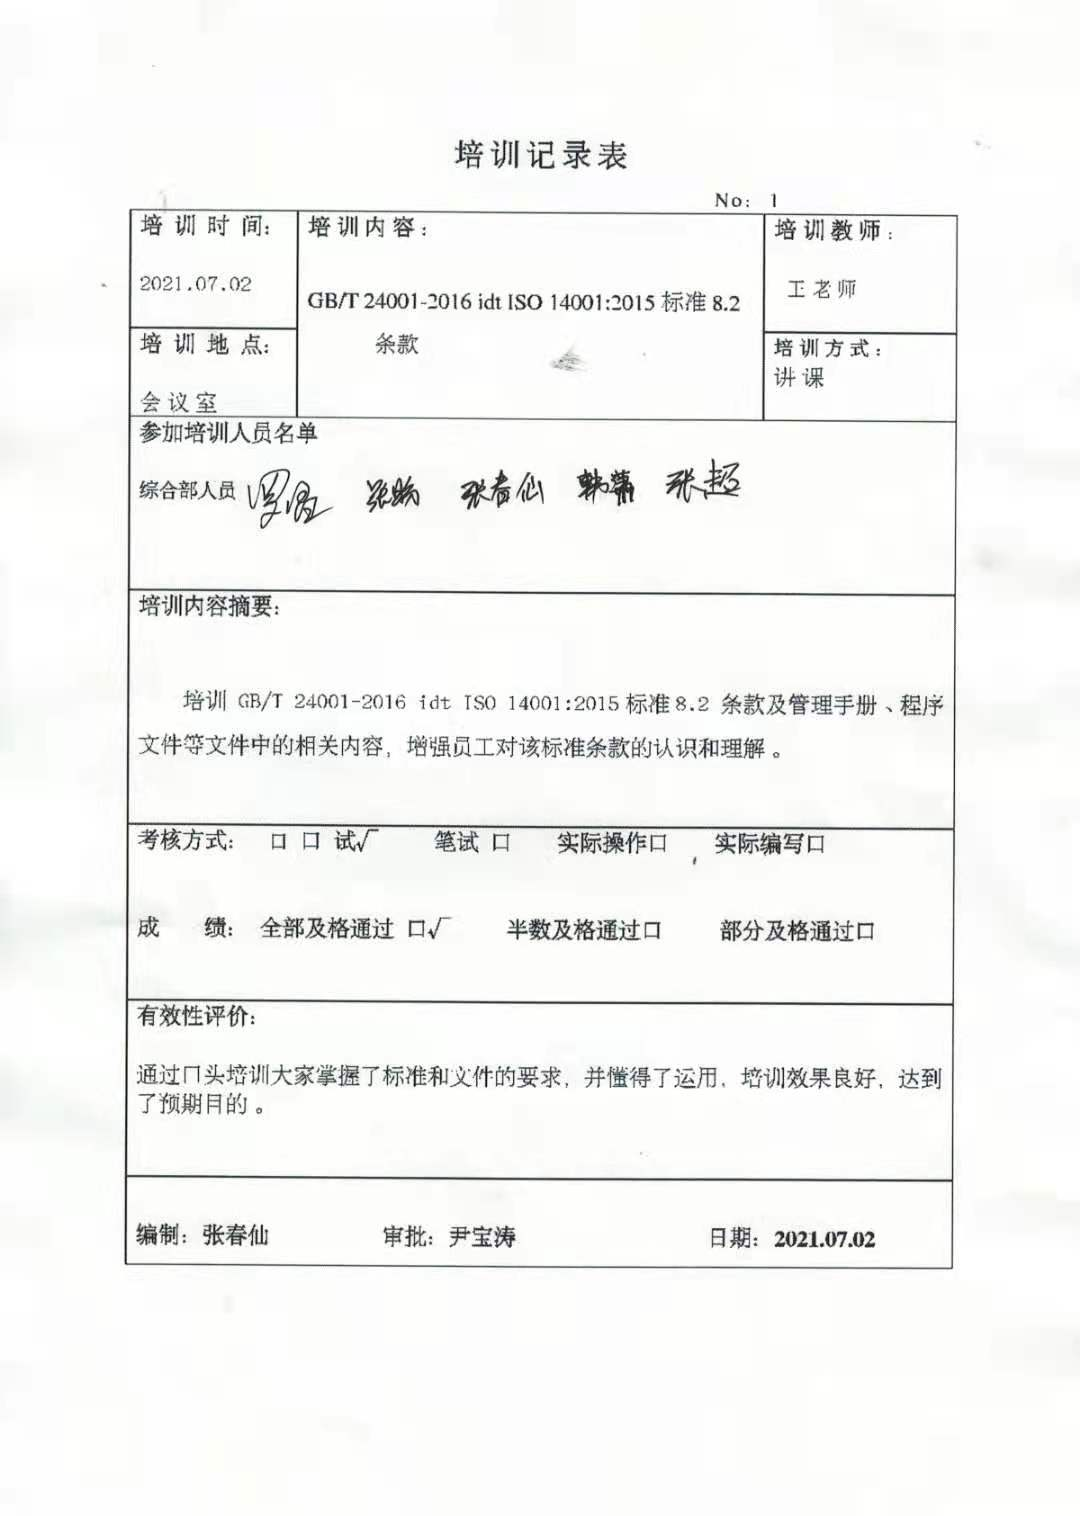 培训记录表
No: 1
培训时间:
2021.07.02
培训内容:
GB/T 24001-2016 idt ISO 14001:2015 标准 8.2
条款
培训教师:
王老师
培训地点:
会议室
培训方式:
讲课
参加培训人员名单
综合部人员 张春仙 韩 张超
培训内容摘要:
培训 GB/T 24001-2016 idt ISO 14001:2015 标准 8.2 条款及管理手册、程序
文件等文件中的相关内容, 增强员工对该标准条款的认识和理解。
考核方式: 口 口 试√ 笔试 口 实际操作口 实际编写口
成 绩: 全部及格通过 口√ 半数及格通过口 部分及格通过口
有效性评价:
通过口头培训大家掌握了标准和文件的要求, 并懂得了运用, 培训效果良好, 达到
了预期目的。
编制: 张春仙 审批: 尹宝涛 日期: 2021.07.02